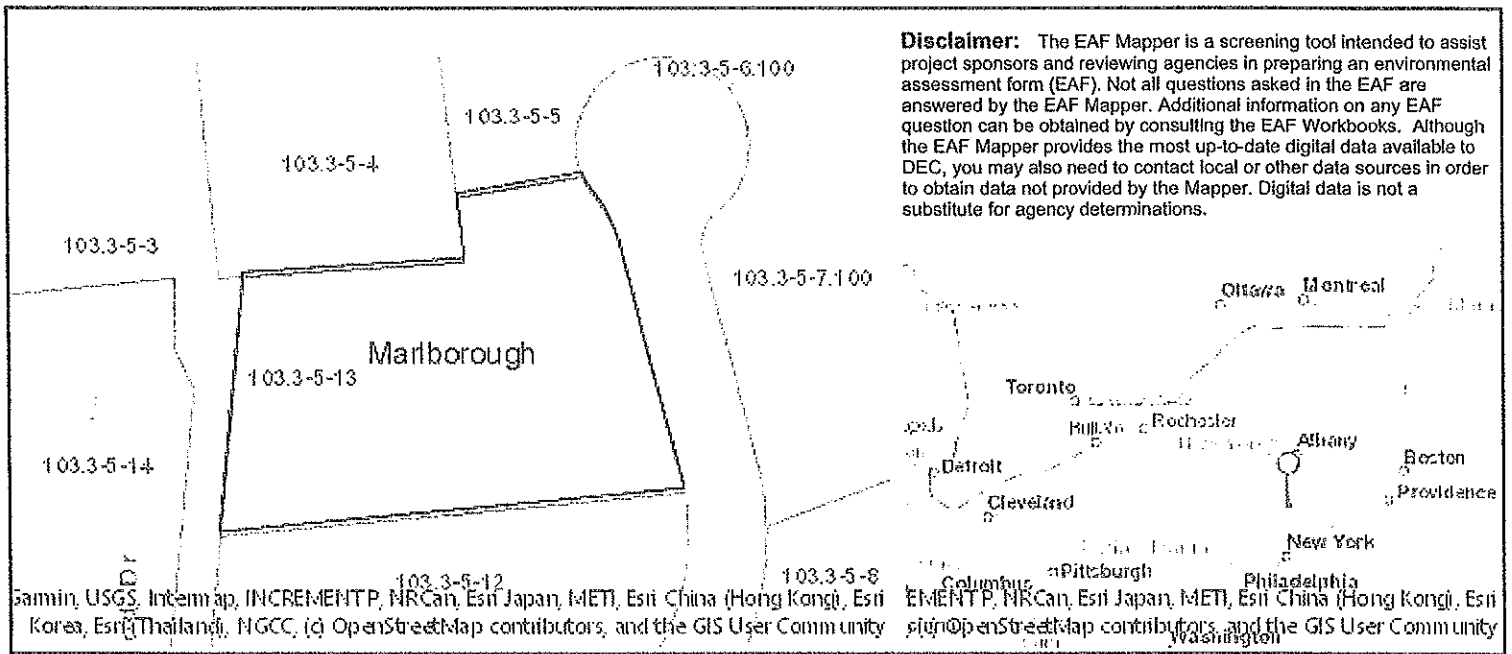 Disclaimer: The EAF Mapper is a screening tool intended to assist
project sponsors and reviewing agencies in preparing an environmental
assessment form (EAF). Not all questions asked in the EAF are
answered by the EAF Mapper. Additional information on any EAF
question can be obtained by consulting the EAF Workbooks. Although
the EAF Mapper provides the most up-to-date digital data available to
DEC, you may also need to contact local or other data sources in order
to obtain data not provided by the Mapper. Digital data is not a
substitute for agency determinations.
103.3-5-6.100
103.3-5-5
103.3-5-4
103.3-5-3
103.3-5-7.100
Marlborough
103.3-5-13
103.3-5-14
103.3-5-12
103.3-5-8
Dr
Garmin, USGS, Intermap, INCREMENT P, NRCan, Esri Japan, METI, Esri China (Hong Kong), Esri
Korea, Esri (Thailand), NGCC, (c) OpenStreetMap contributors, and the GIS User Community
Ottawa
Montreal
Toronto
Rochester
Albany
Detroit
Boston
Cleveland
Providence
New York
Pittsburgh
Columbus
Philadelphia
EMENT P, NRCan, Esri Japan, METI, Esri China (Hong Kong), Esri
OpenStreetMap contributors, and the GIS User Community
Washington